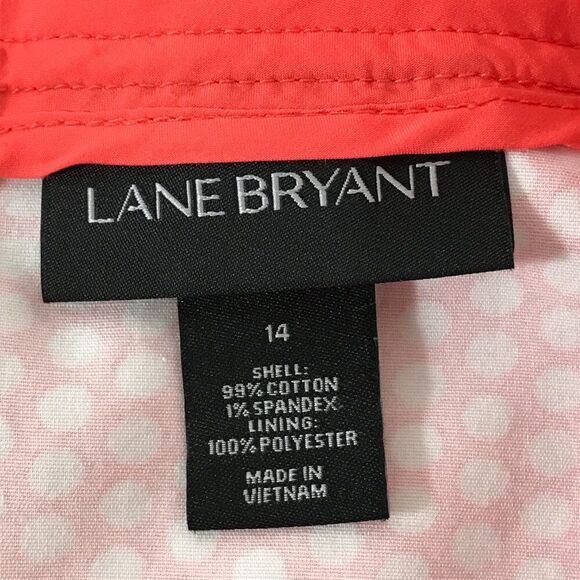 LANE BRYANT
14
SHELL:
99% COTTON
1% SPANDEX
LINING:
100% POLYESTER
MADE IN
VIETNAM